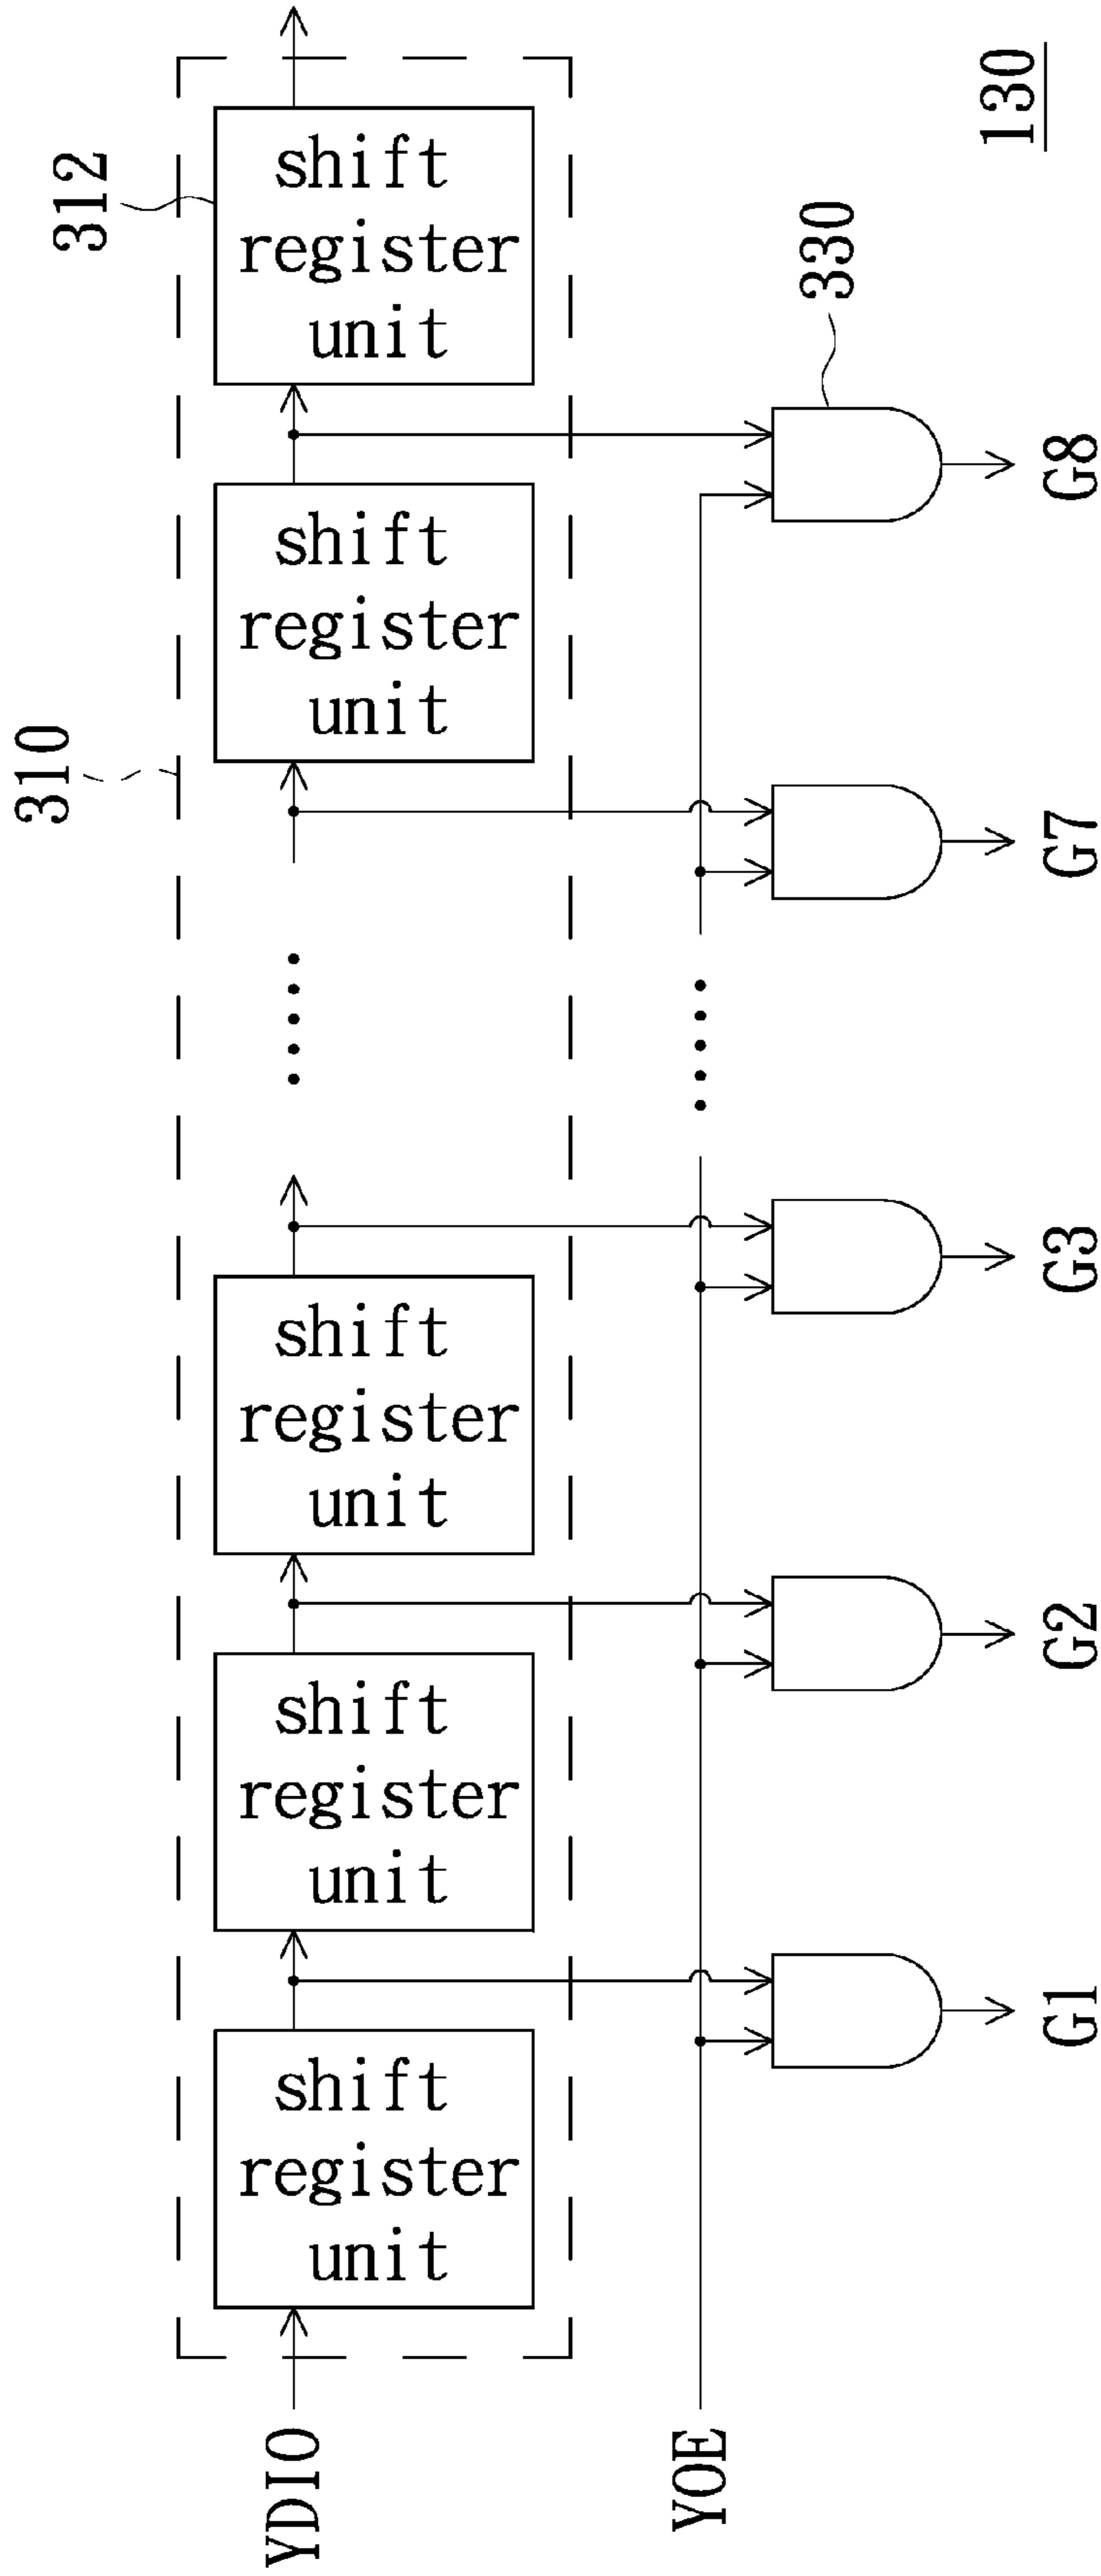 310
312
YDIO
shift
register
unit
shift
register
unit
shift
register
unit
shift
register
unit
shift
register
unit
YOE
330
G1
G2
G3
G7
G8
130